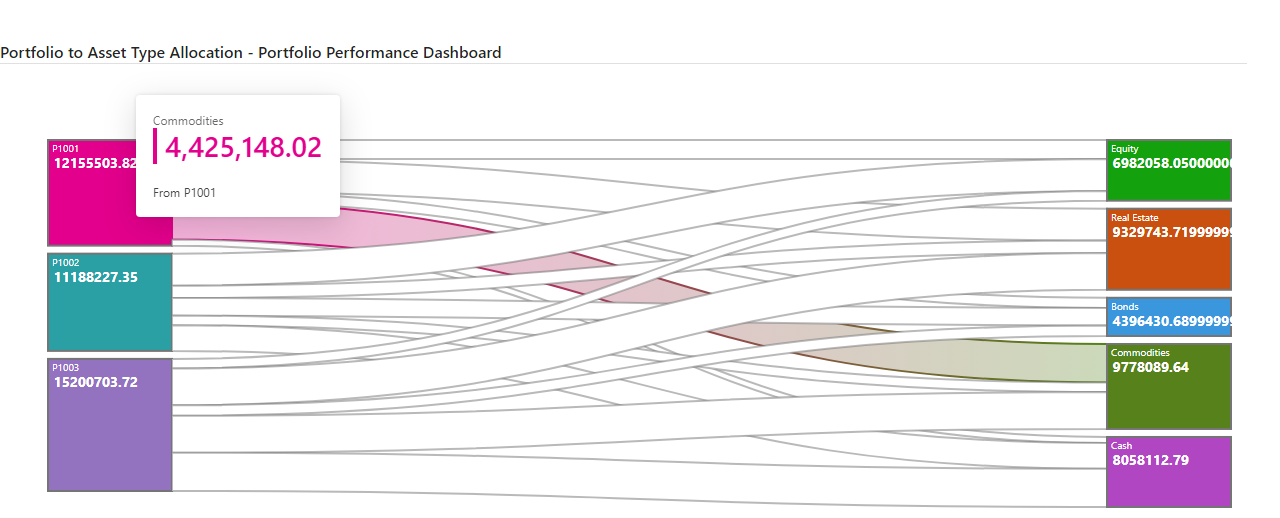 Portfolio to Asset Type Allocation - Portfolio Performance Dashboard
Commodities
4,425,148.02
From P1001
P1001
12155503.82
P1002
11188227.35
P1003
15200703.72
Equity
6982058.05000000
Real Estate
9329743.71999999
Bonds
4396430.68999999
Commodities
9778089.64
Cash
8058112.79